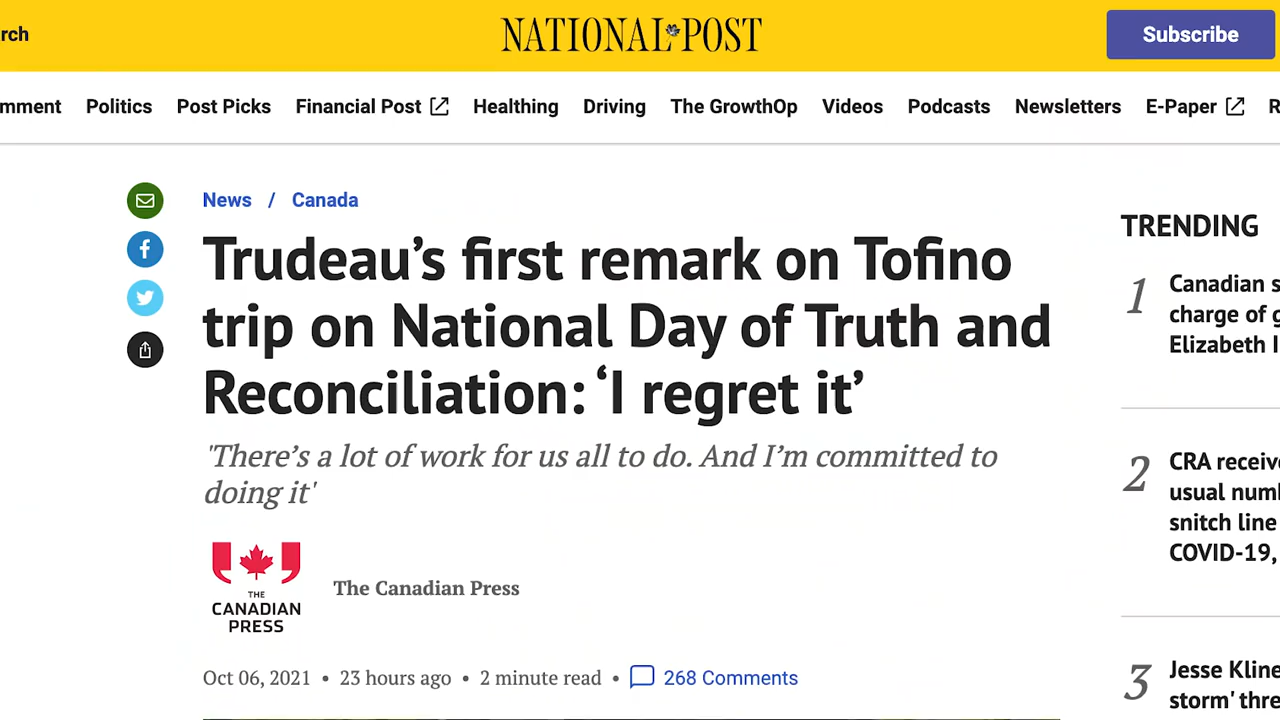 rch
NATIONAL POST
Subscribe
mment Politics Post Picks Financial Post Healthing Driving The GrowthOp Videos Podcasts Newsletters E-Paper R
News / Canada
Trudeau’s first remark on Tofino
trip on National Day of Truth and
Reconciliation: ‘I regret it’
'There’s a lot of work for us all to do. And I’m committed to
doing it'
THE
CANADIAN
PRESS
The Canadian Press
Oct 06, 2021 • 23 hours ago • 2 minute read • 268 Comments
TRENDING
1 Canadian s
charge of g
Elizabeth I
2 CRA receive
usual num
snitch line
COVID-19,
3 Jesse Kline
storm' thre